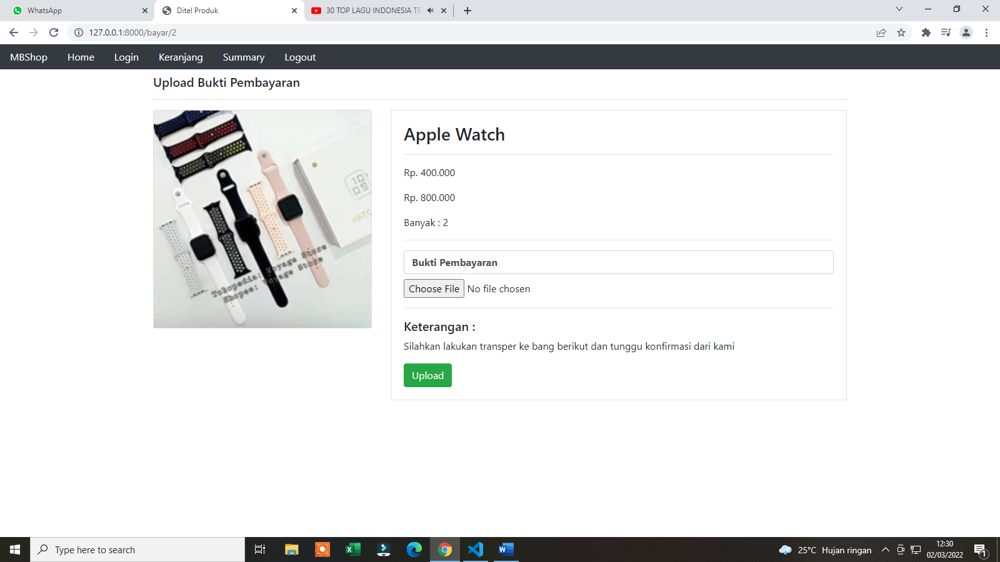 WhatsApp
Ditel Produk
30 TOP LAGU INDONESIA TE
127.0.0.1:8000/bayar/2
MBShop Home Login Keranjang Summary Logout
Upload Bukti Pembayaran
Tokopedia: Voyage Store
Shopee: Voyage Store
Apple Watch
Rp. 400.000
Rp. 800.000
Banyak : 2
Bukti Pembayaran
Choose File No file chosen
Keterangan :
Silahkan lakukan transper ke bang berikut dan tunggu konfirmasi dari kami
Upload
Type here to search
25°C Hujan ringan
12:30
02/03/2022
1